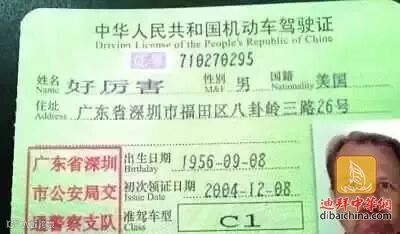 中华人民共和国机动车驾驶证
Driving License of the People's Republic of China
证号 710270295
姓名 Name 好厉害 性别 M/F 男 国籍 Nationality 美国
住址 Address 广东省深圳市福田区八卦岭三路26号
广东省深圳
市公安局交
警察支队
出生日期 Birthday 1956-09-08
初次领证日期 Issue Date 2004-12-08
准驾车型 Class C1
迪拜中华网
dibaichina.com